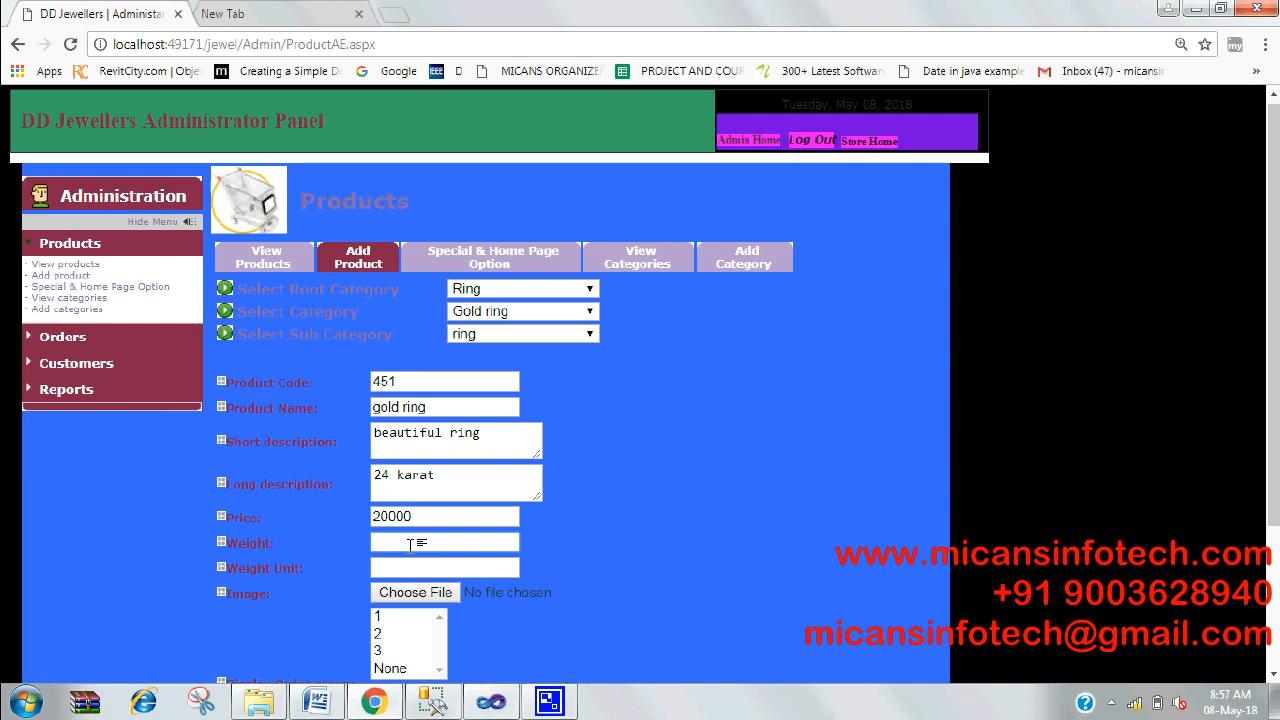 DD Jewellers | Administar
New Tab
localhost:49171/jewel/Admin/ProductAE.aspx
Apps
RevitCity.com | Obje
Creating a Simple D
Google
IEEE
D
MICANS ORGANIZER
PROJECT AND COUR
300+ Latest Software
Date in java example
Inbox (47) - micansir
my
»
DD Jewellers Administrator Panel
Tuesday, May 08, 2018
Admin Home
Log Out
Store Home
Administration
Hide Menu
Products
- View products
- Add product
- Special & Home Page Option
- View categories
- Add categories
Orders
Customers
Reports
Products
View Products
Add Product
Special & Home Page Option
View Categories
Add Category
Select Root Category
Ring
Select Category
Gold ring
Select Sub Category
ring
Product Code:
451
Product Name:
gold ring
Short description:
beautiful ring
Long description:
24 karat
Price:
20000
Weight:
Weight Unit:
Image:
Choose File
No file chosen
1
2
3
None
www.micansinfotech.com
+91 9003628940
micansinfotech@gmail.com
8:57 AM
08-May-18